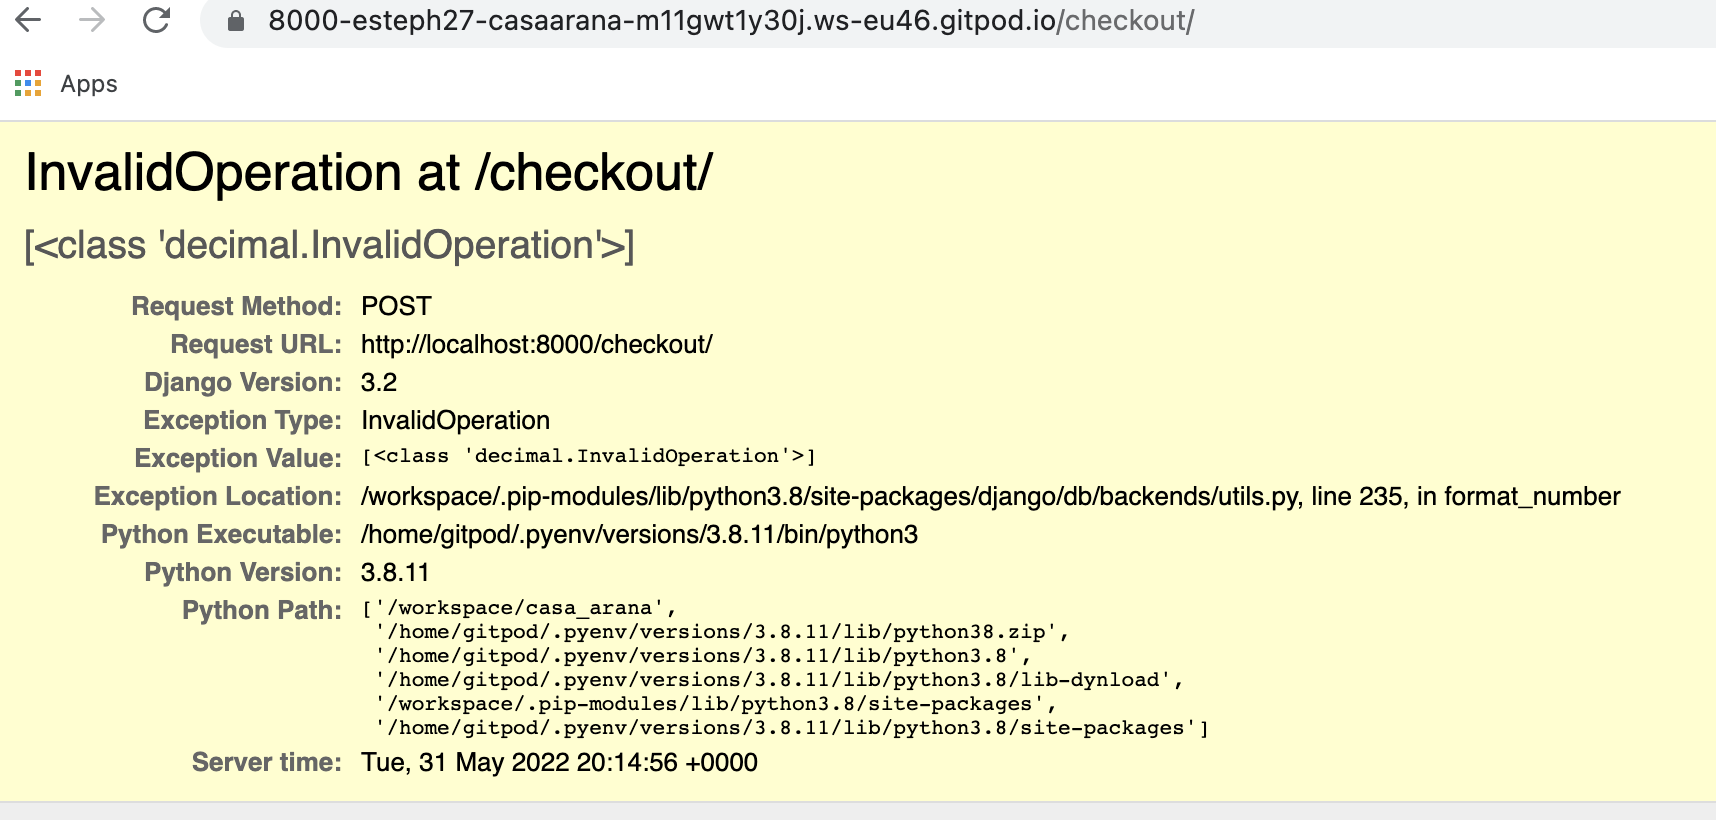 8000-esteph27-casaarana-m11gwt1y30j.ws-eu46.gitpod.io/checkout/
Apps
InvalidOperation at /checkout/
[<class 'decimal.InvalidOperation'>]
Request Method: POST
Request URL: http://localhost:8000/checkout/
Django Version: 3.2
Exception Type: InvalidOperation
Exception Value: [<class 'decimal.InvalidOperation'>]
Exception Location: /workspace/.pip-modules/lib/python3.8/site-packages/django/db/backends/utils.py, line 235, in format_number
Python Executable: /home/gitpod/.pyenv/versions/3.8.11/bin/python3
Python Version: 3.8.11
Python Path: ['/workspace/casa_arana',
'/home/gitpod/.pyenv/versions/3.8.11/lib/python38.zip',
'/home/gitpod/.pyenv/versions/3.8.11/lib/python3.8',
'/home/gitpod/.pyenv/versions/3.8.11/lib/python3.8/lib-dynload',
'/workspace/.pip-modules/lib/python3.8/site-packages',
'/home/gitpod/.pyenv/versions/3.8.11/lib/python3.8/site-packages']
Server time: Tue, 31 May 2022 20:14:56 +0000